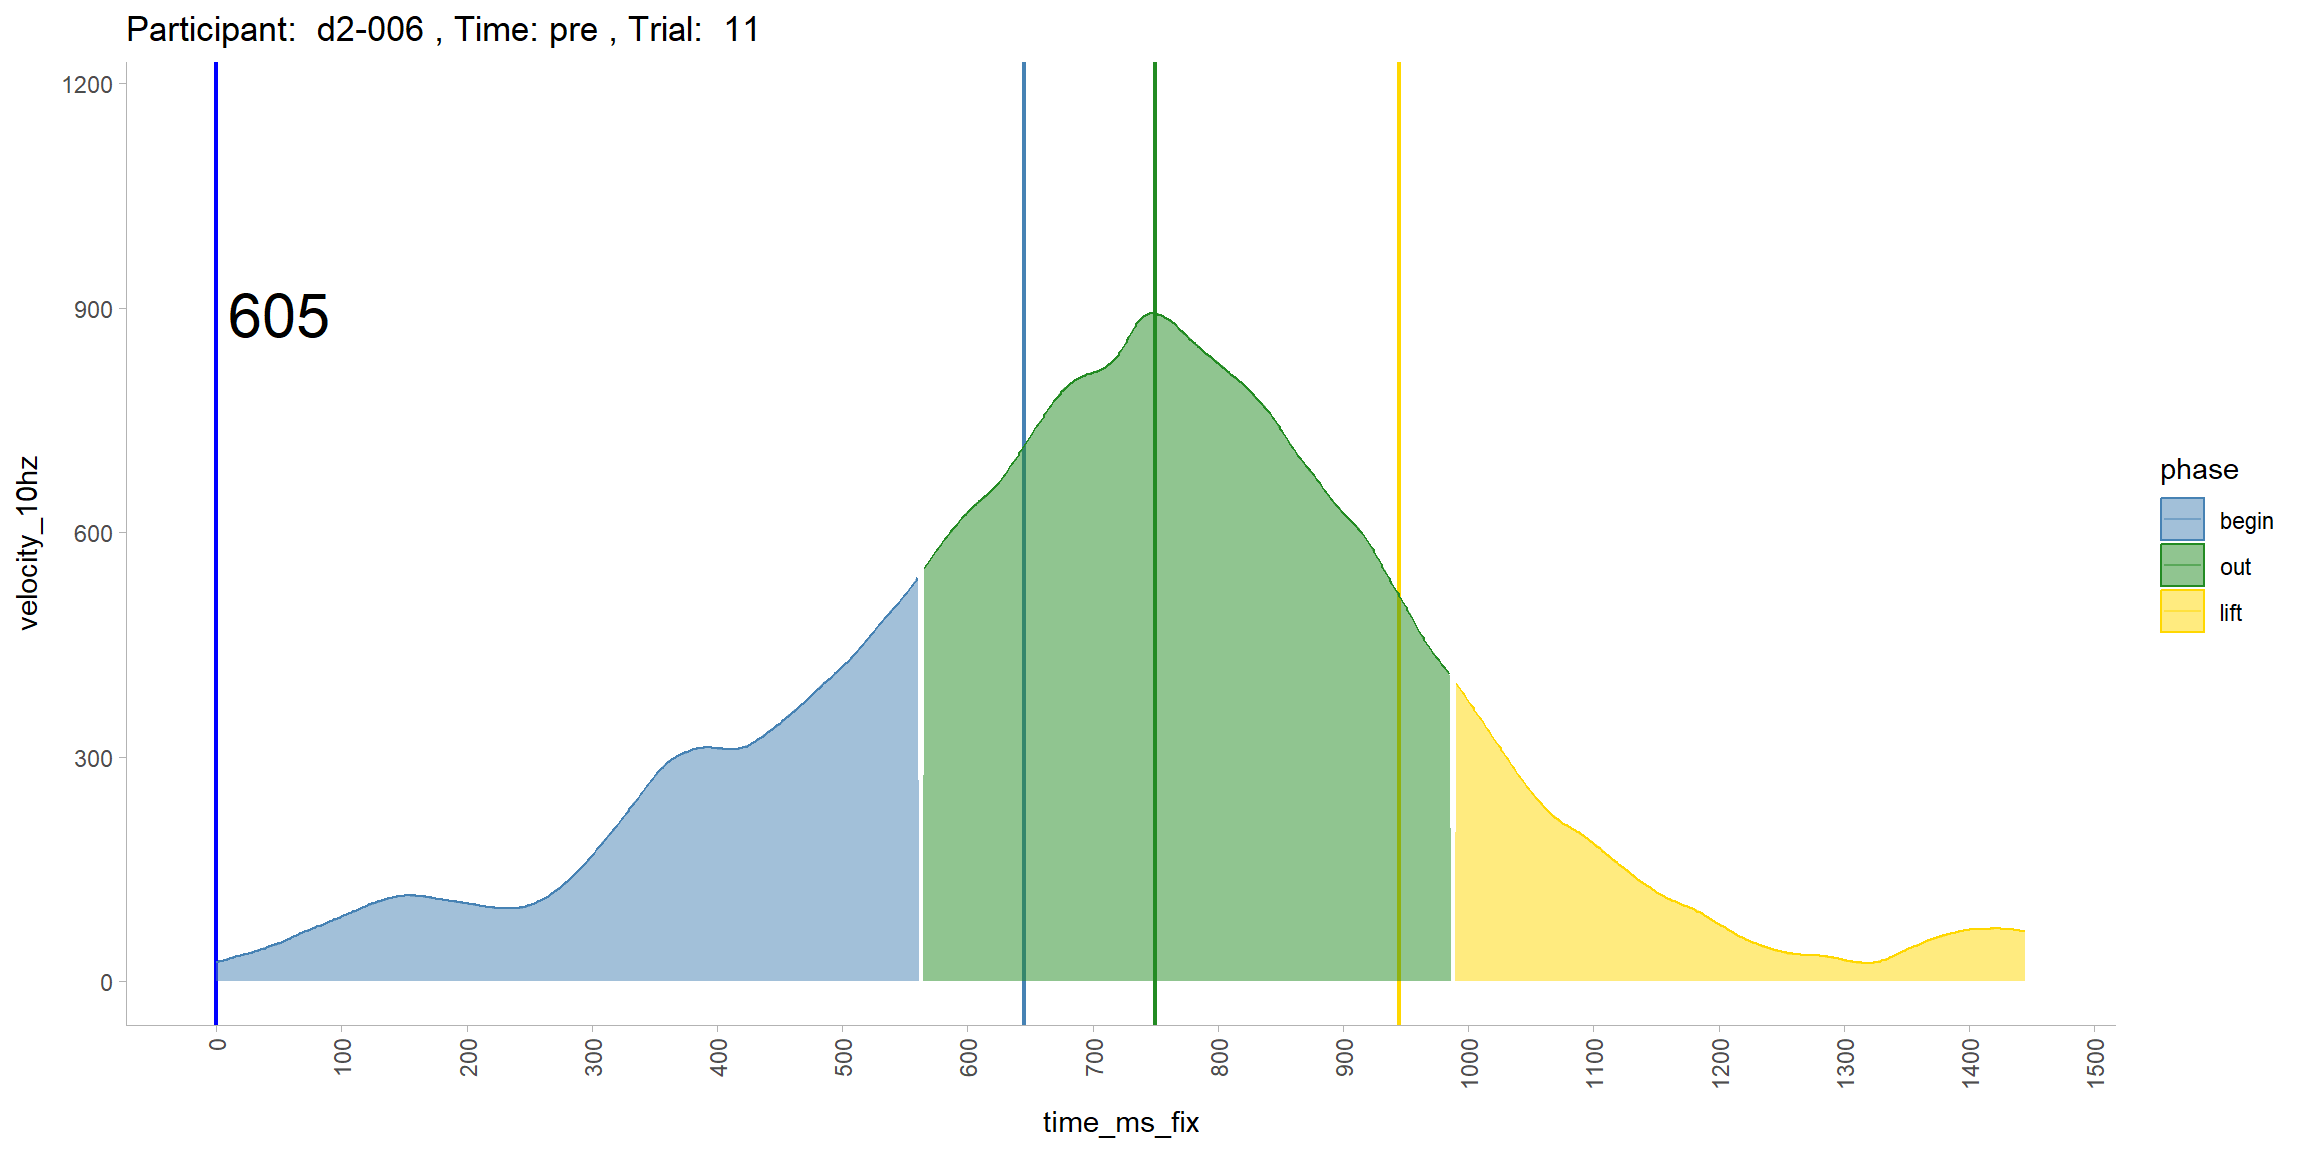 Participant:  d2-006 , Time: pre , Trial:  11
1200
900
600
300
0
605
velocity_10hz
0 100 200 300 400 500 600 700 800 900 1000 1100 1200 1300 1400 1500
time_ms_fix
phase
begin
out
lift